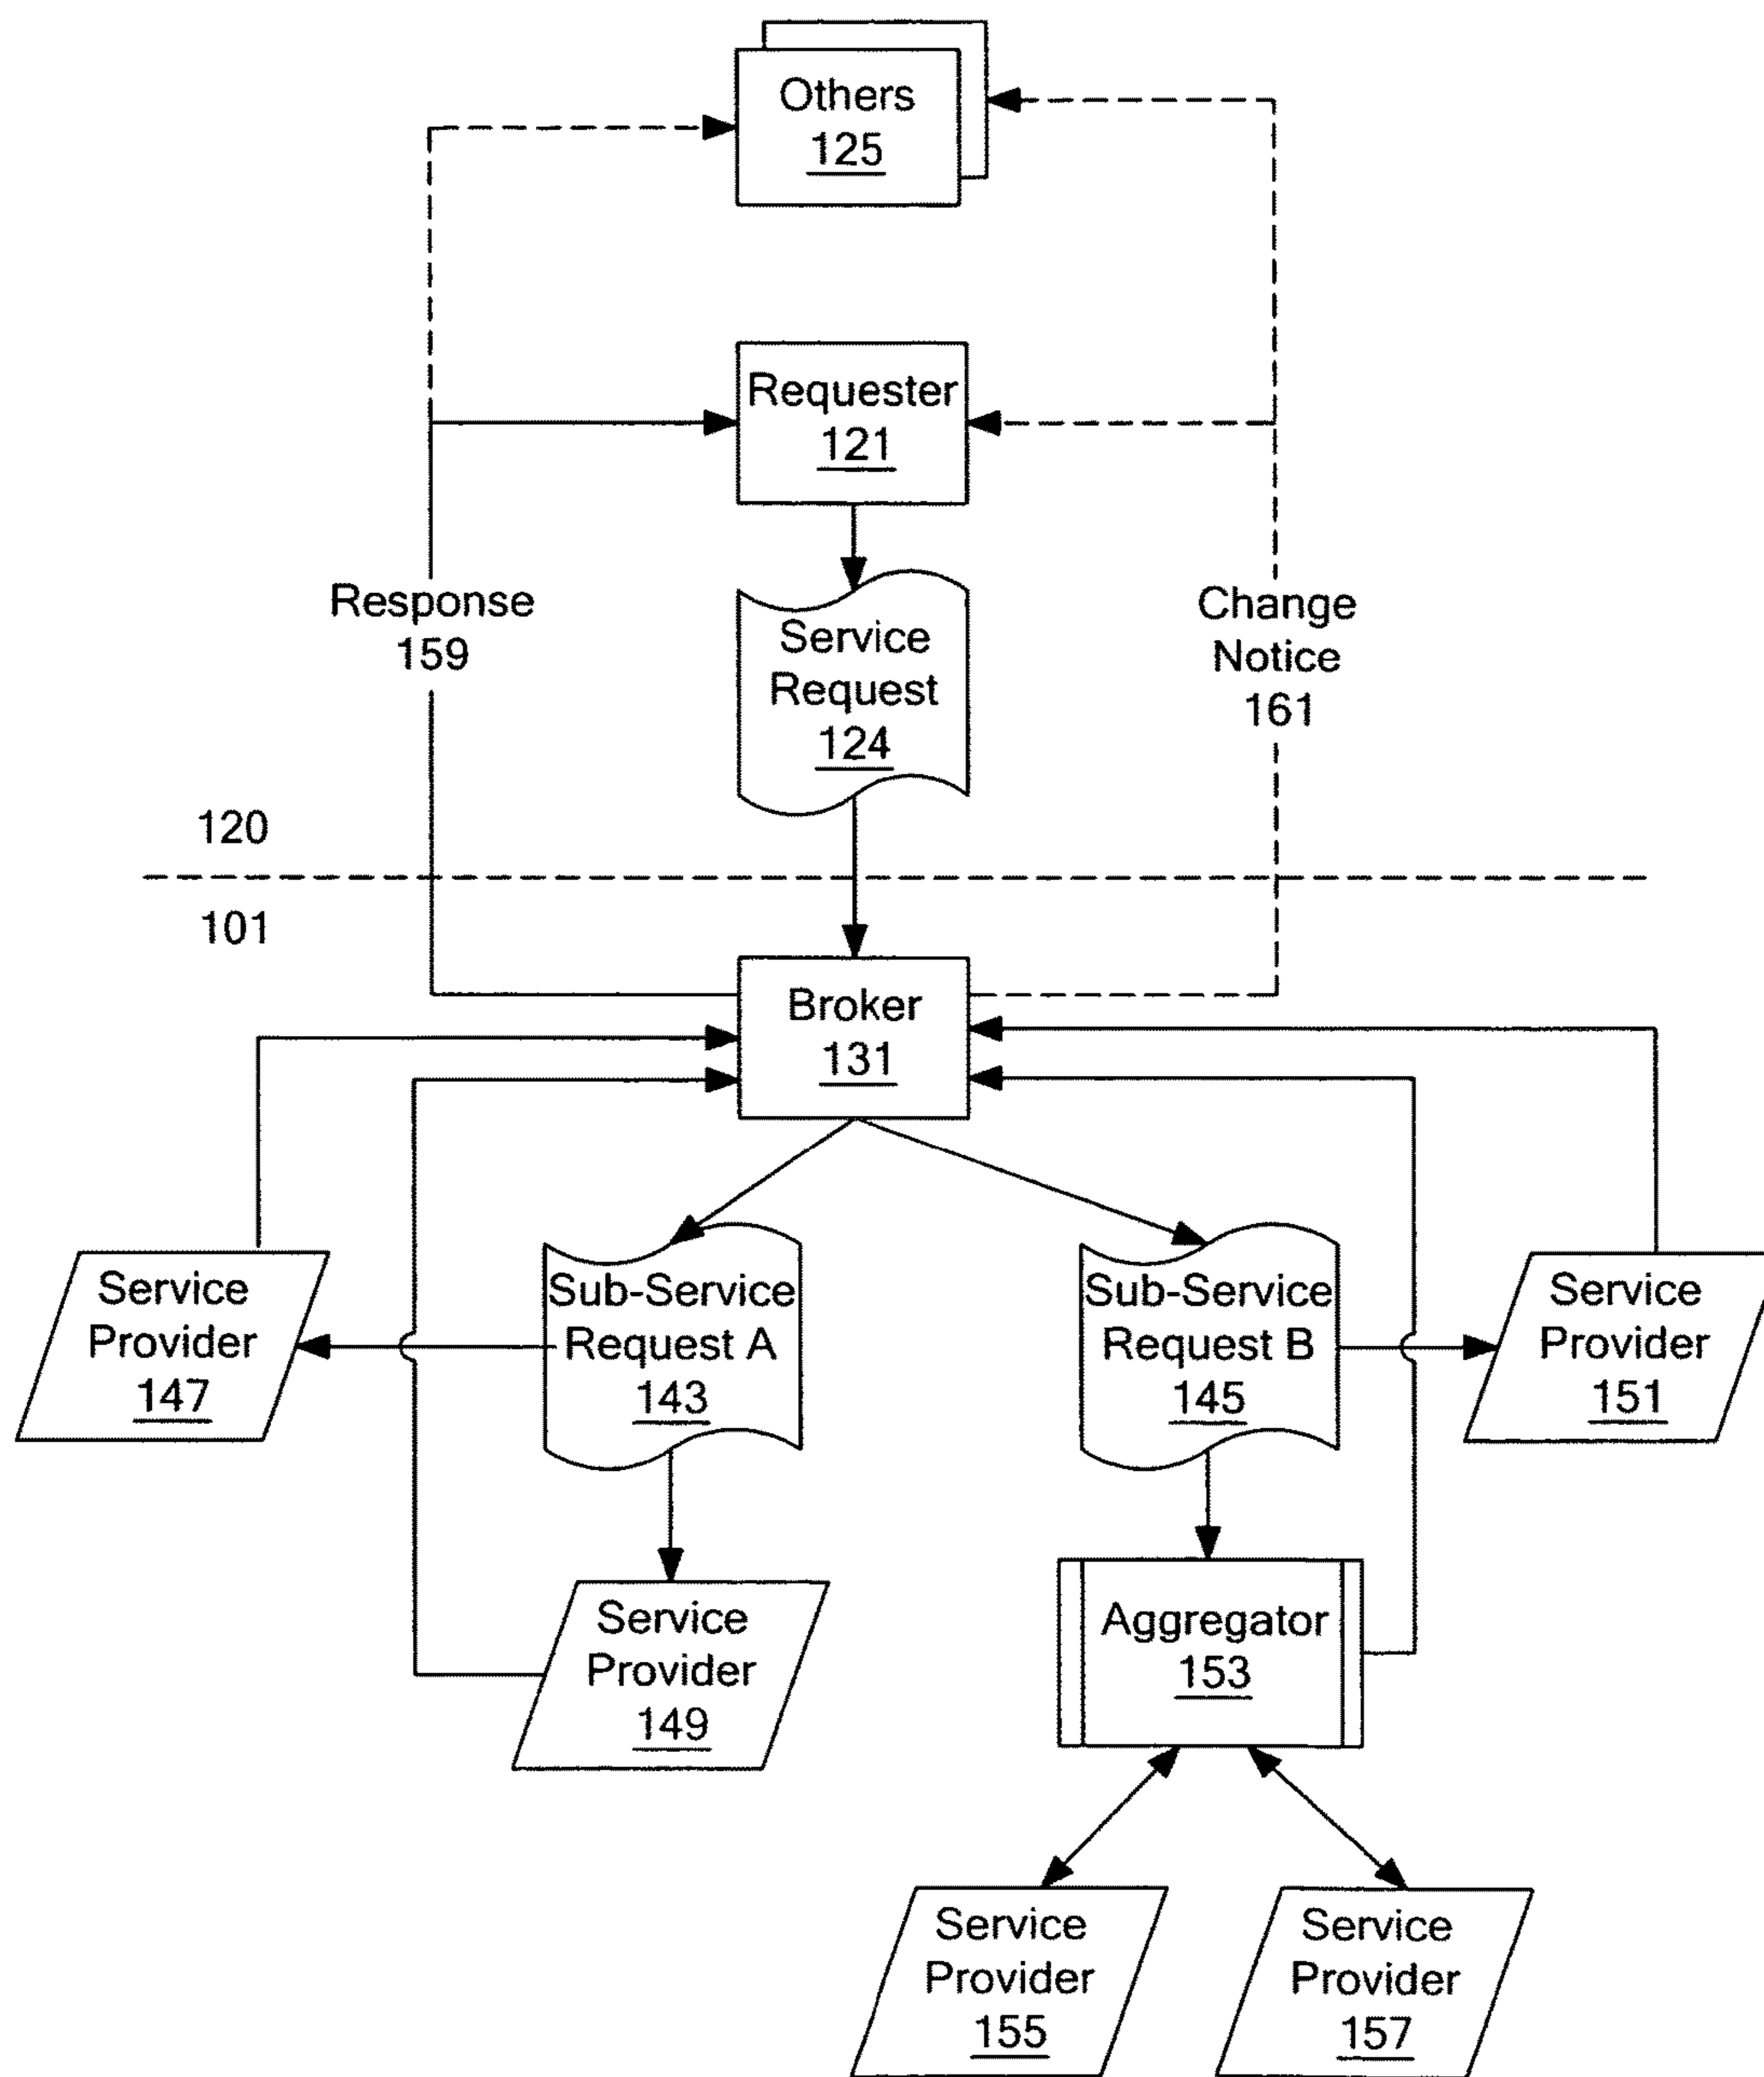 Others
125
Requester
121
Response
159
Service
Request
124
Change
Notice
161
120
101
Broker
131
Service
Provider
147
Sub-Service
Request A
143
Sub-Service
Request B
145
Service
Provider
151
Service
Provider
149
Aggregator
153
Service
Provider
155
Service
Provider
157